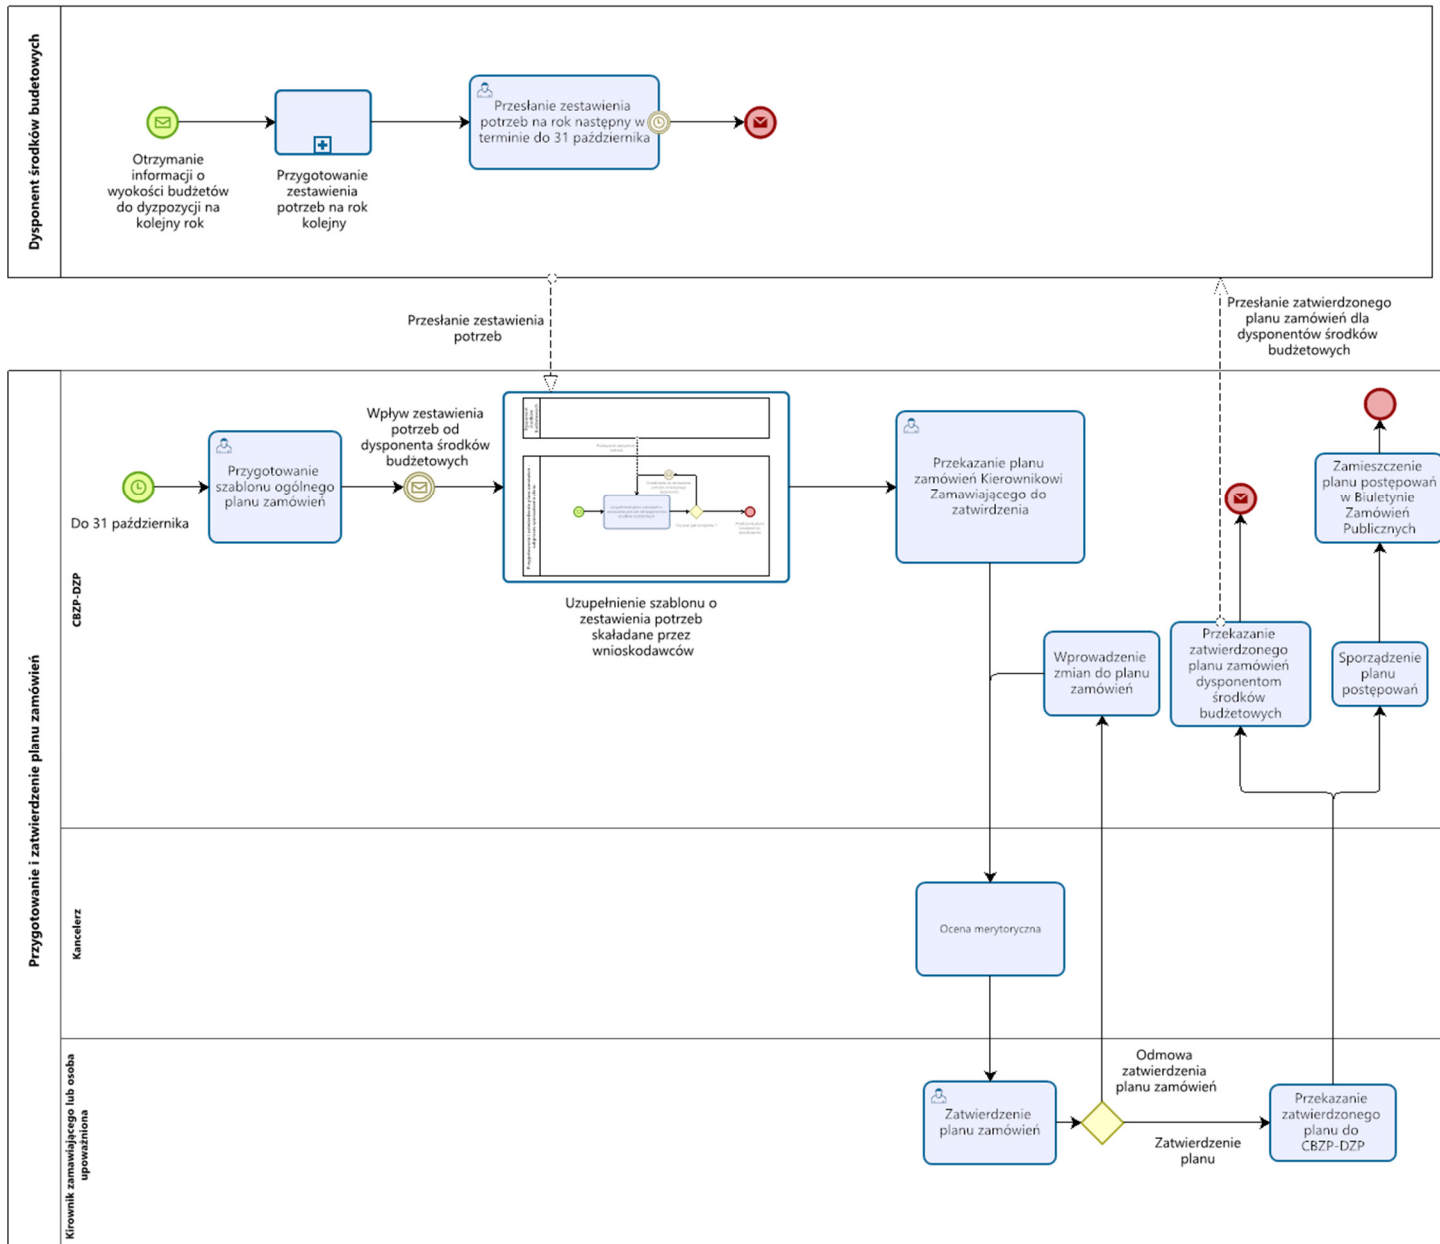 Dysponent środków budetowych
Otrzymanie
informacji o
wyokości budżetów
do dyzpozycji na
kolejny rok
Przygotowanie
zestawienia
potrzeb na rok
kolejny
Przesłanie zestawienia
potrzeb na rok następny w
terminie do 31 października
Przesłanie zestawienia
potrzeb
Przesłanie zatwierdzonego
planu zamówień dla
dysponentów środków
budżetowych
Przygotowanie i zatwierdzenie planu zamówień
CBZP-DZP
Do 31 października
Przygotowanie
szablonu ogólnego
planu zamówień
Wpływ zestawienia
potrzeb od
dysponenta środków
budżetowych
Uzupełnienie szablonu o
zestawienia potrzeb
skaładane przez
wnioskodawców
Przekazanie planu
zamówień Kierownikowi
Zamawiającego do
zatwirdzenia
Wprowadzenie
zmian do planu
zamówień
Przekazanie
zatwierdzonego
planu zamówień
dysponentom
środków
budżetowych
Zamieszczenie
planu postępowań
w Biuletynie
Zamówień
Publicznych
Sporządzenie
planu
postępowań
Kancelerz
Ocena merytoryczna
Kirownik zamawiającego lub osoba
upoważniona
Zatwierdzenie
planu zamówień
Odmowa
zatwierdzenia
planu zamówień
Zatwierdzenie
planu
Przekazanie
zatwierdzonego
planu do
CBZP-DZP